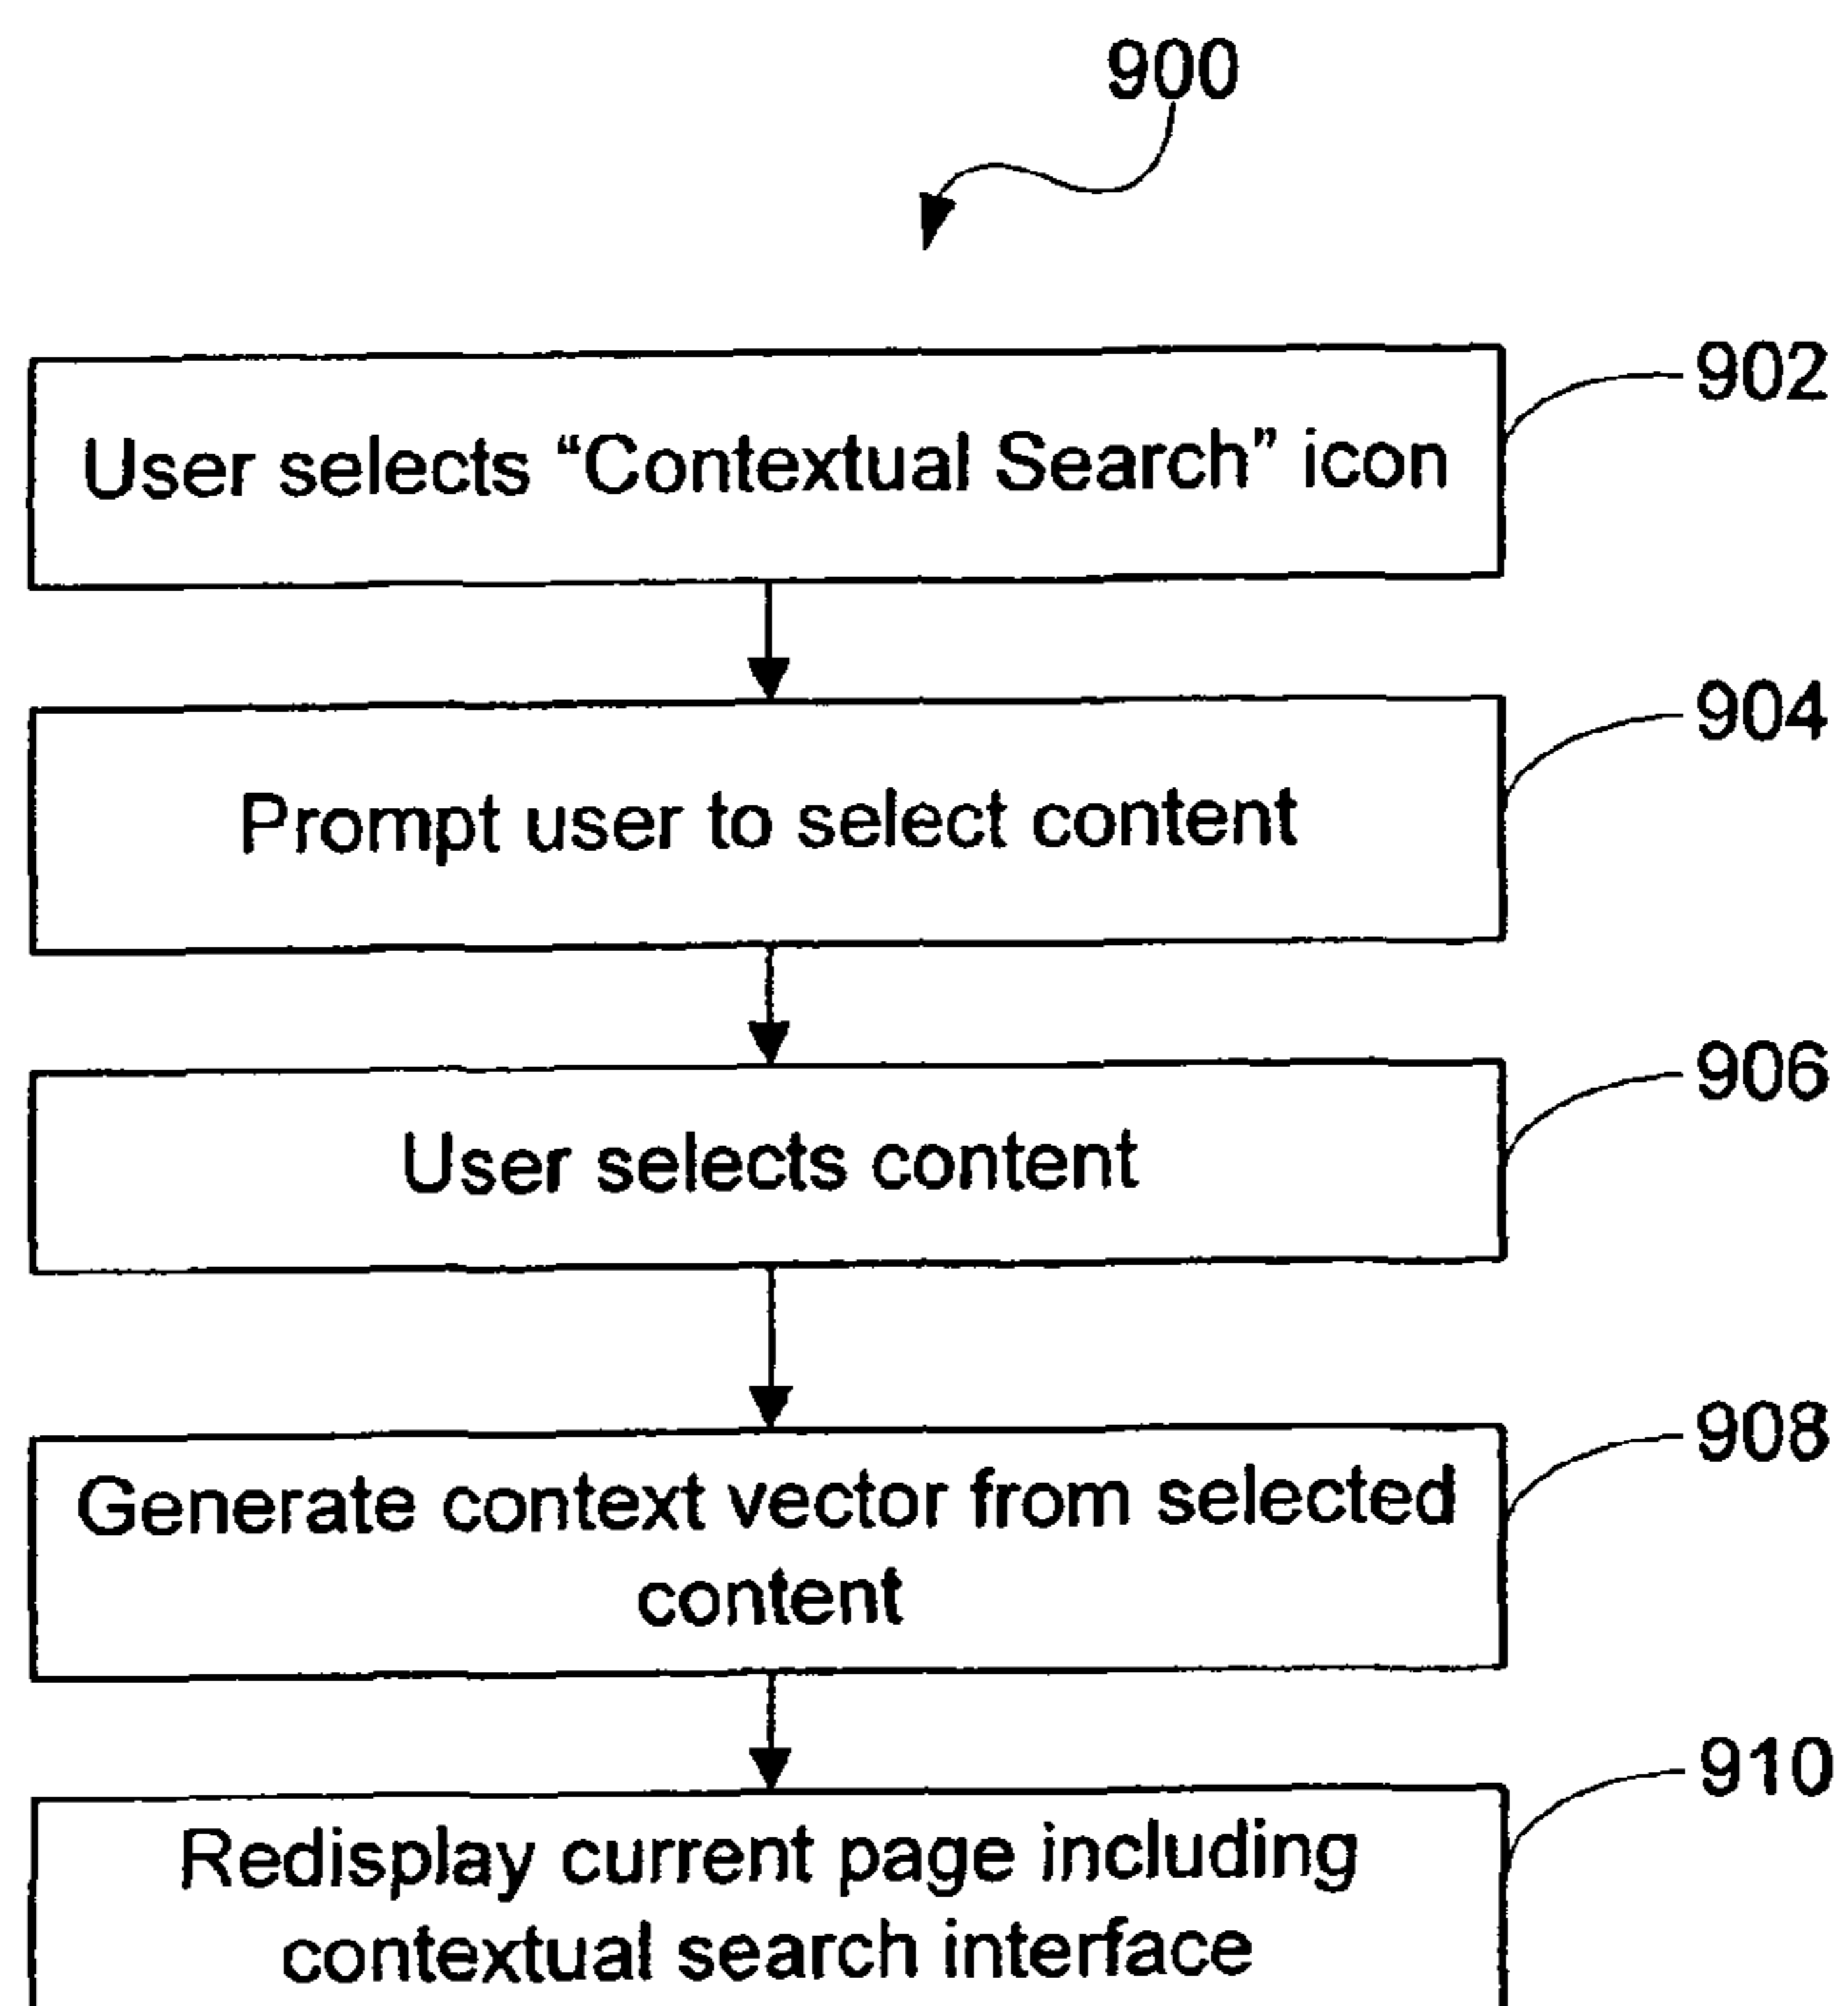 900
User selects “Contextual Search” icon
902
Prompt user to select content
904
User selects content
906
Generate context vector from selected
content
908
Redisplay current page including
contextual search interface
910